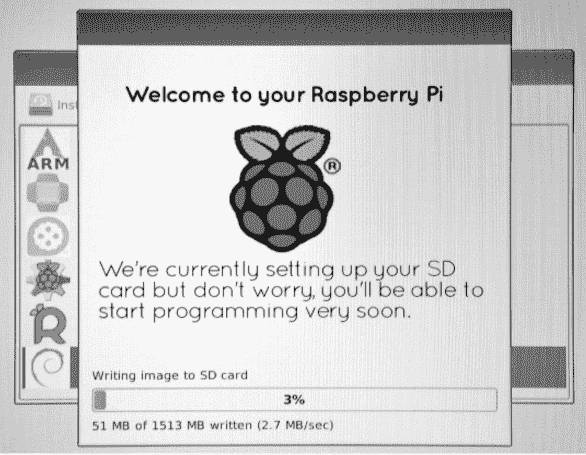 Welcome to your Raspberry Pi
®
We're currently setting up your SD
card but don't worry, you'll be able to
start programming very soon.
Writing image to SD card
3%
51 MB of 1513 MB written (2.7 MB/sec)
Inst
ARM